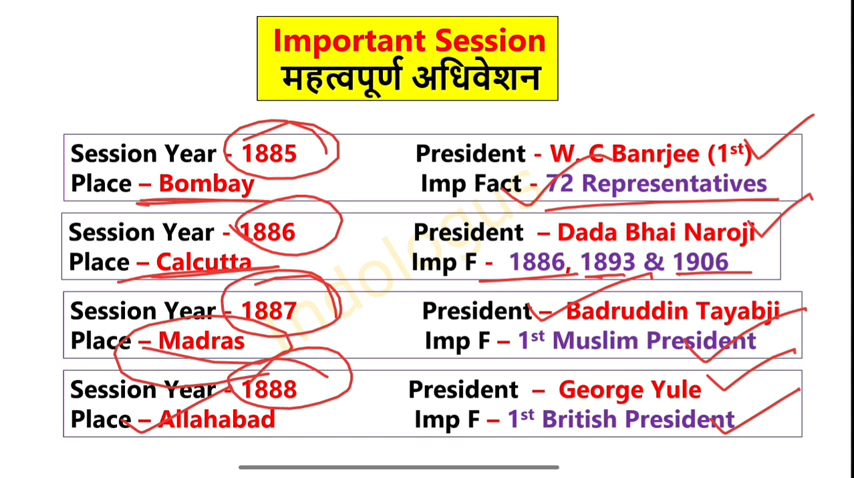 Important Session
महत्वपूर्ण अधिवेशन
Session Year - 1885 President - W. C Banrjee (1st)
Place – Bombay Imp Fact - 72 Representatives
Session Year - 1886 President – Dada Bhai Naroji
Place – Calcutta Imp F - 1886, 1893 & 1906
Session Year - 1887 President – Badruddin Tayabji
Place – Madras Imp F – 1st Muslim President
Session Year - 1888 President – George Yule
Place – Allahabad Imp F – 1st British President
Indologus